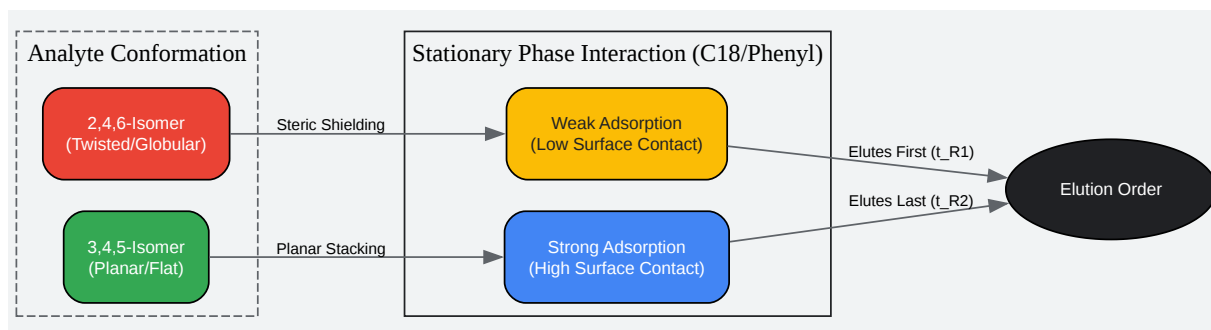 Analyte Conformation
2,4,6-Isomer
(Twisted/Globular)
3,4,5-Isomer
(Planar/Flat)
Steric Shielding
Planar Stacking
Stationary Phase Interaction (C18/Phenyl)
Weak Adsorption
(Low Surface Contact)
Strong Adsorption
(High Surface Contact)
Elutes First (t_R1)
Elutes Last (t_R2)
Elution Order